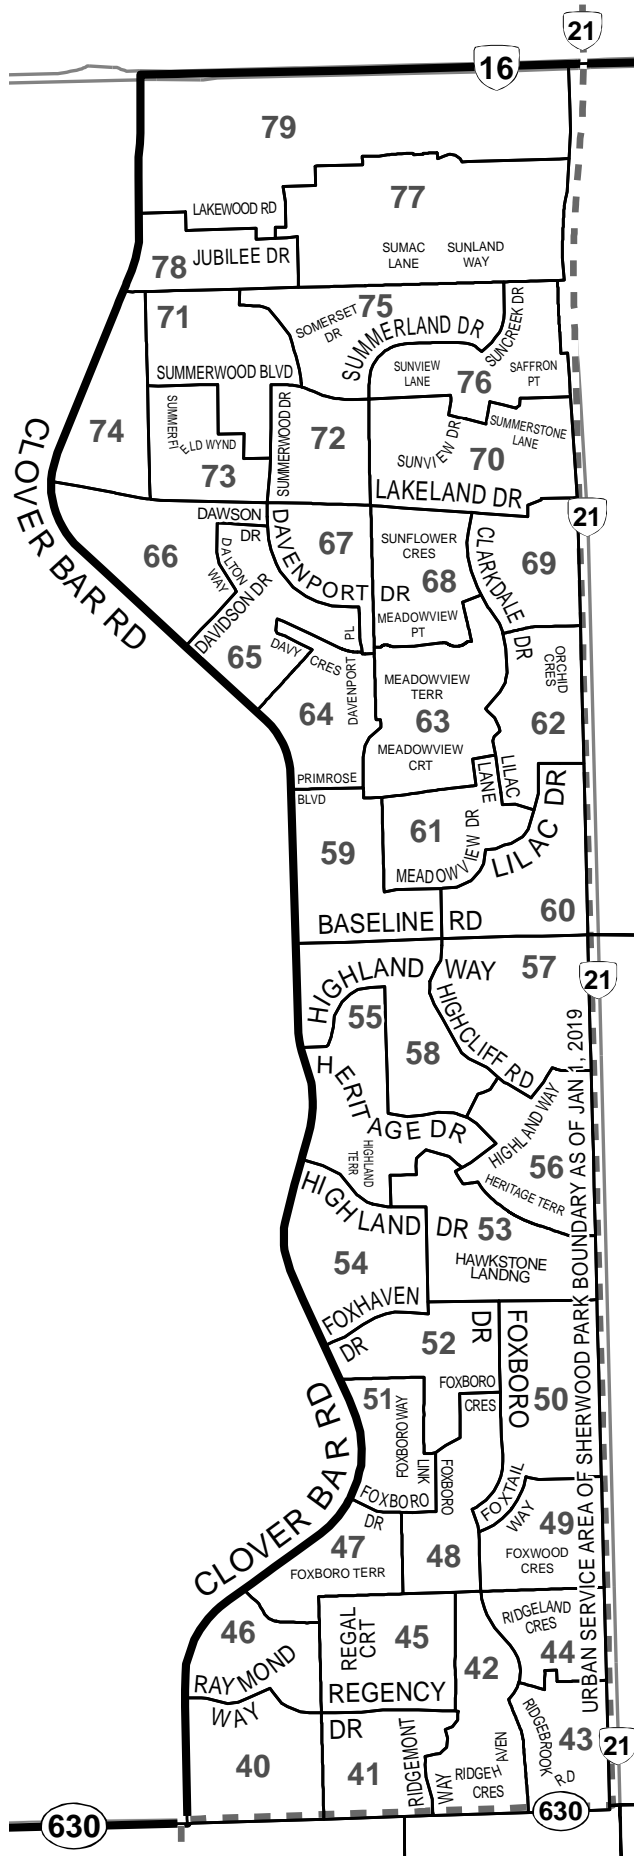 21
16
79
LAKEWOOD RD
77
78
JUBILEE DR
SUMAC
LANE
SUNLAND
WAY
71
75
SOMERSET
DR
SUMMERLAND DR
SUNCREEK DR
SUMMERWOOD BLVD
SUNVIEW
LANE
76
SAFFRON
PT
74
SUMMERFIELD WYND
73
SUMMERWOOD DR
72
SUNVIEW DR
70
SUMMERSTONE
LANE
LAKELAND DR
CLOVER BAR RD
21
DAWSON
DR
66
DALTON
WAY
DAVIDSON DR
DAVENPORT DR
67
SUNFLOWER
CRES
68
CLARKDALE DR
69
MEADOWVIEW
PT
65
DAVY CRES
DAVENPORT PL
64
MEADOWVIEW
TERR
63
MEADOWVIEW
CRT
ORCHID
CRES
62
PRIMROSE
BLVD
LILAC
LANE
59
61
MEADOWVIEW DR
LILAC DR
60
BASELINE RD
HIGHLAND WAY
57
21
55
58
HIGHCLIFF RD
HERITAGE DR
HIGHLAND
TERR
HIGHLAND WAY
56
HERITAGE TERR
HIGHLAND DR
53
54
HAWKSTONE
LANDNG
FOXHAVEN
DR
52
FOXBORO
DR
FOXBORO
CRES
51
FOXBORO WAY
50
FOXBORO
LINK
FOXBORO
DR
FOXTAIL
WAY
49
FOXWOOD
CRES
47
FOXBORO TERR
48
CLOVER BAR RD
URBAN SERVICE AREA OF SHERWOOD PARK BOUNDARY AS OF JAN 1, 2019
46
REGAL
CRT
45
RIDGELAND
CRES
44
42
RAYMOND
WAY
REGENCY
DR
40
41
RIDGEMONT
WAY
RIDGEHAVEN
CRES
RIDGEBROOK
RD
43
21
630
630